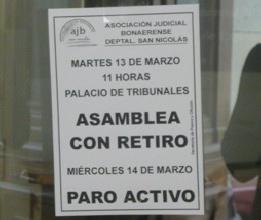 ajb
ASOCIACIÓN JUDICIAL
BONAERENSE
DEPTAL. SAN NICOLÁS
MARTES 13 DE MARZO
11 HORAS
PALACIO DE TRIBUNALES
ASAMBLEA
CON RETIRO
MIÉRCOLES 14 DE MARZO
PARO ACTIVO